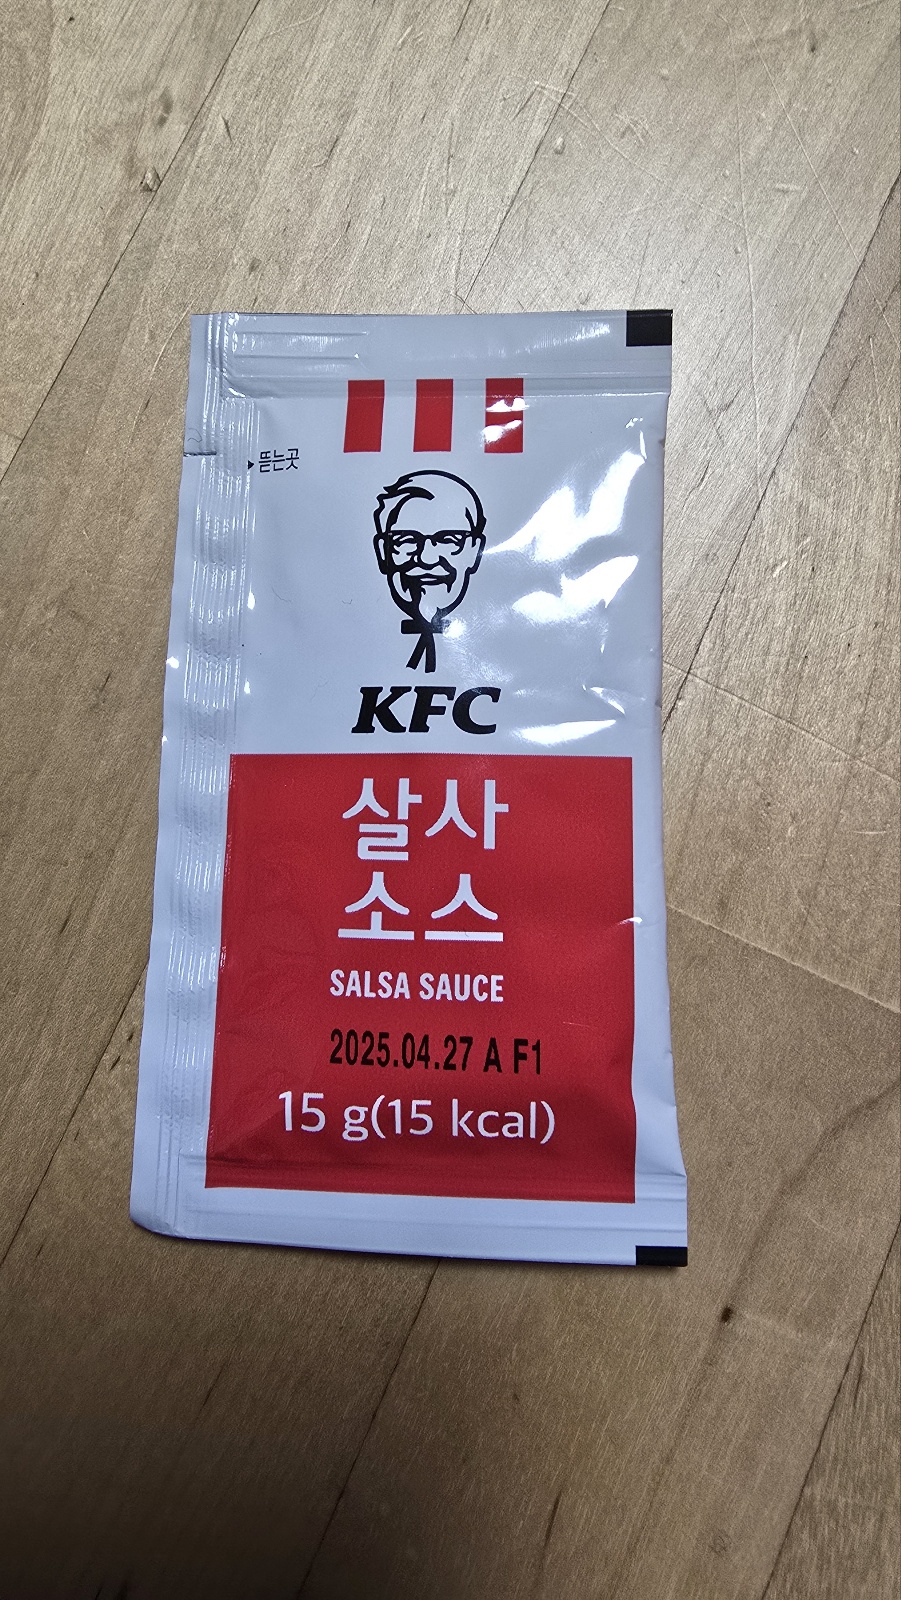 ▶뜯는곳
KFC
살사
소스
SALSA SAUCE
2025.04.27 A F1
15 g(15 kcal)